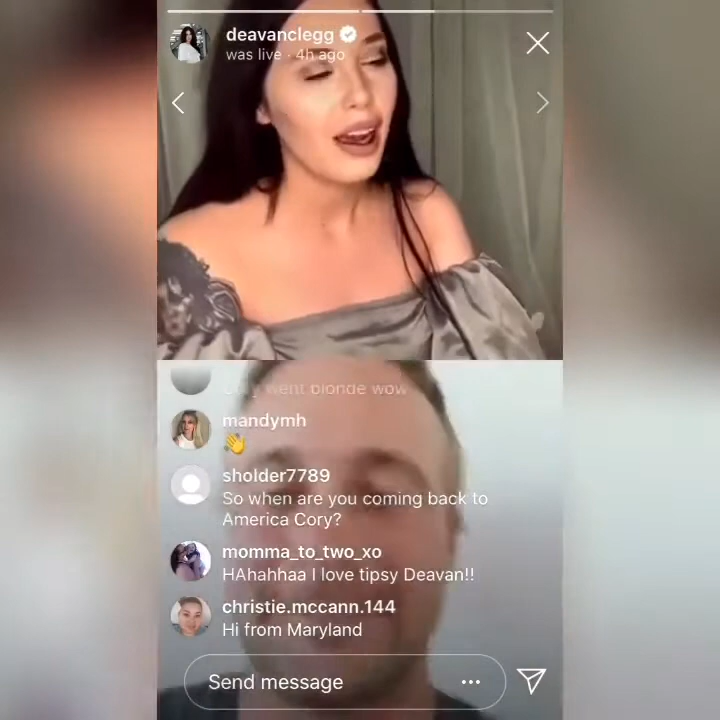 deavanclegg
was live · 4h ago
went blonde wow
mandymh
sholder7789
So when are you coming back to
America Cory?
momma_to_two_xo
HAhahhaa I love tipsy Deavan!!
christie.mccann.144
Hi from Maryland
Send message